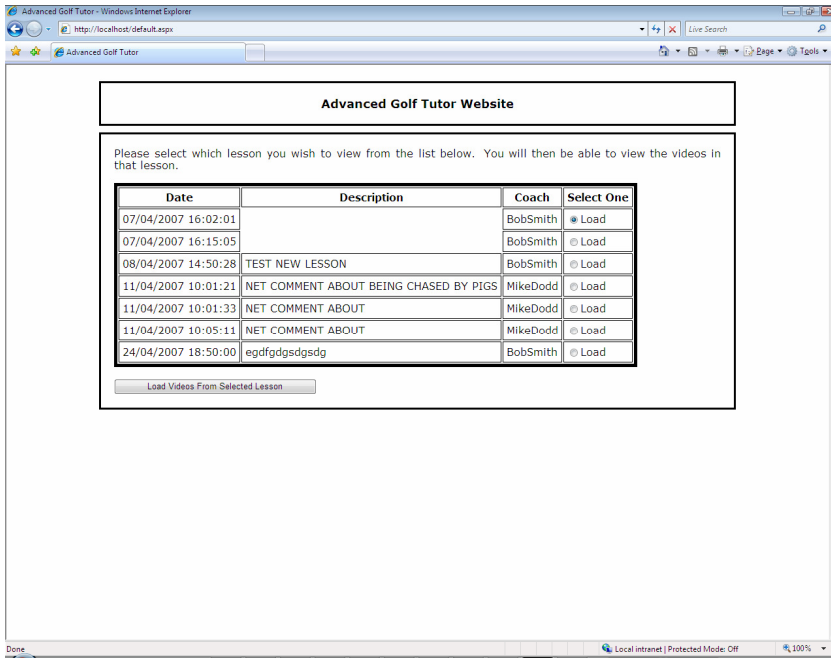 Advanced Golf Tutor - Windows Internet Explorer
http://localhost/default.aspx
Live Search
Advanced Golf Tutor
Page
Tools
Advanced Golf Tutor Website
Please select which lesson you wish to view from the list below. You will then be able to view the videos in
that lesson.
Date Description Coach Select One
07/04/2007 16:02:01 BobSmith Load
07/04/2007 16:15:05 BobSmith Load
08/04/2007 14:50:28 TEST NEW LESSON BobSmith Load
11/04/2007 10:01:21 NET COMMENT ABOUT BEING CHASED BY PIGS MikeDodd Load
11/04/2007 10:01:33 NET COMMENT ABOUT MikeDodd Load
11/04/2007 10:05:11 NET COMMENT ABOUT MikeDodd Load
24/04/2007 18:50:00 egdfgdgsdgsdg BobSmith Load
Load Videos From Selected Lesson
Done
Local intranet | Protected Mode: Off
100%